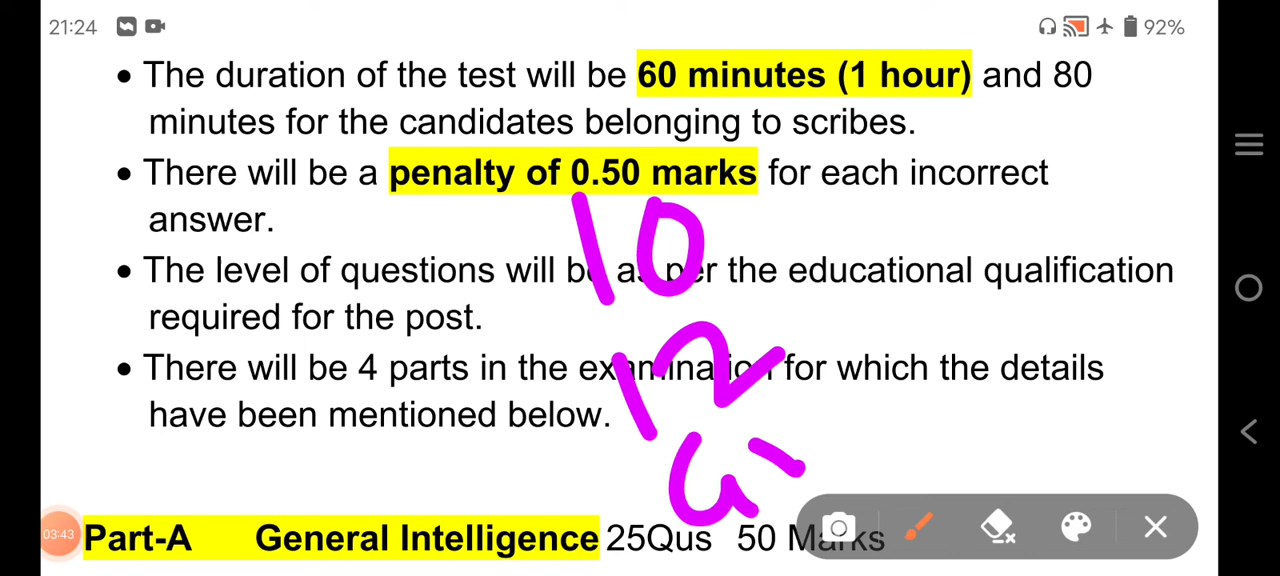 21:24 92%
• The duration of the test will be 60 minutes (1 hour) and 80
minutes for the candidates belonging to scribes.
• There will be a penalty of 0.50 marks for each incorrect
answer.
10
• The level of questions will be as per the educational qualification
required for the post.
12
• There will be 4 parts in the examination for which the details
have been mentioned below.
03:43 Part-A General Intelligence 25Qus 50 Marks